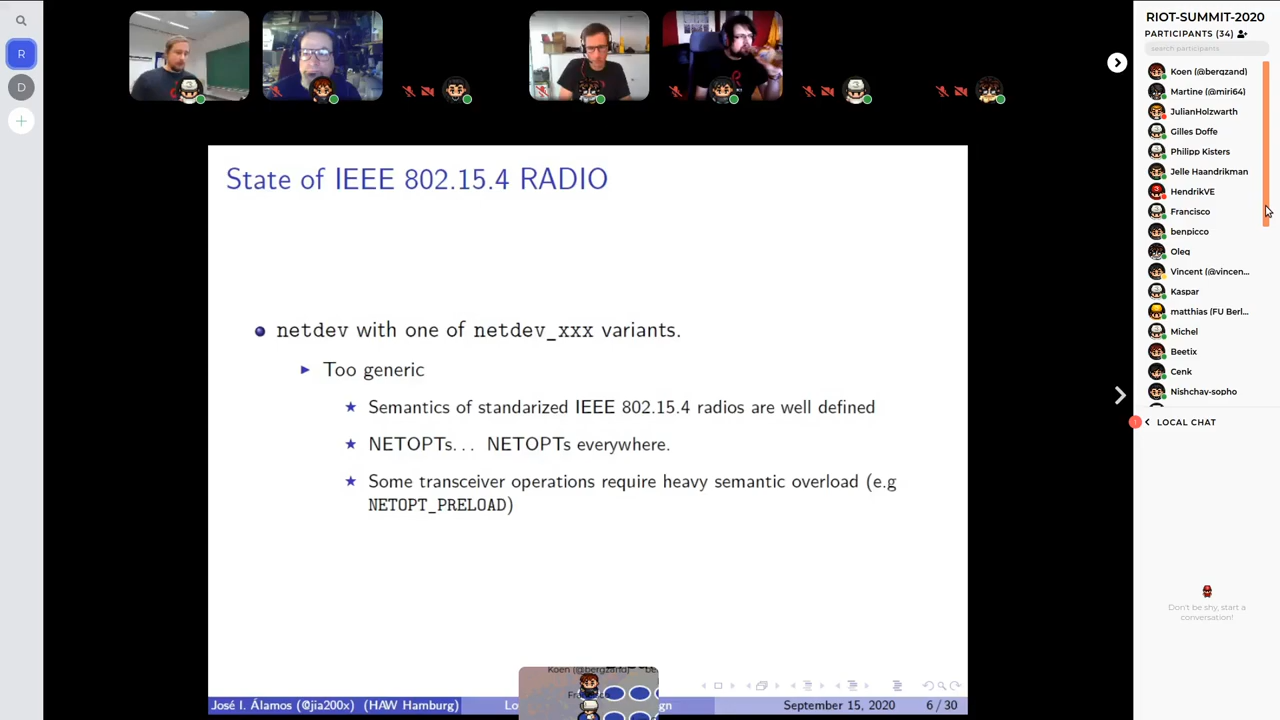 R
D
RIOT-SUMMIT-2020
PARTICIPANTS (34)
search participants
Koen (@bergzand)
Martine (@miri64)
JulianHolzwarth
Gilles Doffe
Philipp Kisters
Jelle Haandrikman
HendrikVE
Francisco
benpicco
Oleg
Vincent (@vincen...
Kaspar
matthias (FU Berl...
Michel
Beetix
Cenk
Nishchay-sopho
LOCAL CHAT
Don't be shy, start a
conversation!
State of IEEE 802.15.4 RADIO
netdev with one of netdev_xxx variants.
Too generic
Semantics of standarized IEEE 802.15.4 radios are well defined
NETOPTs... NETOPTs everywhere.
Some transceiver operations require heavy semantic overload (e.g
NETOPT_PRELOAD)
Koen (@bergzand)
José I. Álamos (@jia200x) (HAW Hamburg)
September 15, 2020 6 / 30